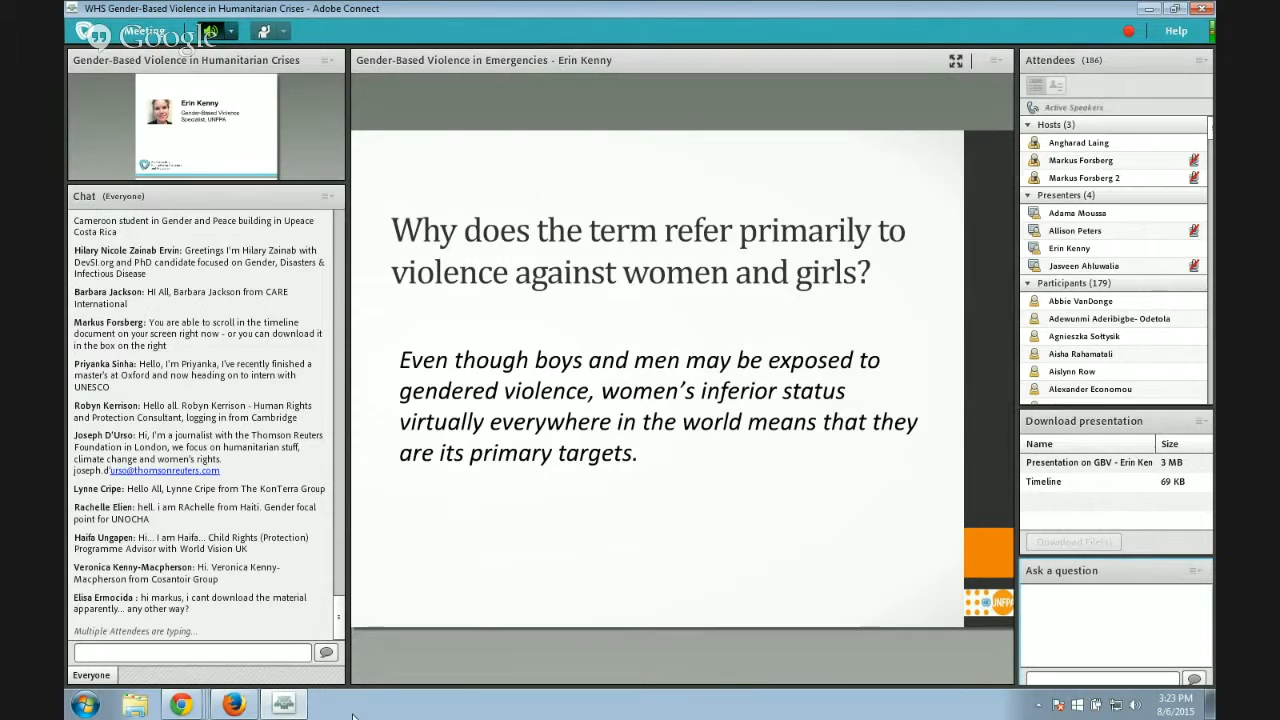 WHS Gender-Based Violence in Humanitarian Crises - Adobe Connect
Meeting
Google
Help
Gender-Based Violence in Humanitarian Crises
Erin Kenny
Gender-Based Violence
Specialist, UNFPA
Chat (Everyone)
Cameroon student in Gender and Peace building in Upeace
Costa Rica
Hilary Nicole Zainab Ervin: Greetings I'm Hilary Zainab with
DevSI.org and PhD candidate focused on Gender, Disasters &
Infectious Disease
Barbara Jackson: HI All, Barbara Jackson from CARE
International
Markus Forsberg: You are able to scroll in the timeline
document on your screen right now - or you can download it
in the box on the right
Priyanka Sinha: Hello, I'm Priyanka, I've recently finished a
master's at Oxford and now heading on to intern with
UNESCO
Robyn Kerrison: Hello all. Robyn Kerrison - Human Rights
and Protection Consultant, logging in from Cambridge
Joseph D'Urso: Hi, I'm a journalist with the Thomson Reuters
Foundation in London, we focus on humanitarian stuff,
climate change and women's rights.
joseph.d'urso@thomsonreuters.com
Lynne Cripe: Hello All, Lynne Cripe from The KonTerra Group
Rachelle Elien: hell. i am RAchelle from Haiti. Gender focal
point for UNOCHA
Haifa Ungapen: Hi... I am Haifa... Child Rights (Protection)
Programme Advisor with World Vision UK
Veronica Kenny-Macpherson: Hi. Veronica Kenny-
Macpherson from Cosantoir Group
Elisa Ermocida : hi markus, i cant download the material
apparently... any other way?
Multiple Attendees are typing...
Everyone
Gender-Based Violence in Emergencies - Erin Kenny
Why does the term refer primarily to
violence against women and girls?
Even though boys and men may be exposed to
gendered violence, women's inferior status
virtually everywhere in the world means that they
are its primary targets.
UNFPA
Attendees (186)
Active Speakers
Hosts (3)
Angharad Laing
Markus Forsberg
Markus Forsberg 2
Presenters (4)
Adama Moussa
Allison Peters
Erin Kenny
Jasveen Ahluwalia
Participants (179)
Abbie VanDonge
Adewunmi Aderibigbe- Odetola
Agnieszka Sołtysik
Aisha Rahamatali
Aislynn Row
Alexander Economou
Download presentation
Name Size
Presentation on GBV - Erin Ken 3 MB
Timeline 69 KB
Download File(s)
Ask a question
3:23 PM
8/6/2015